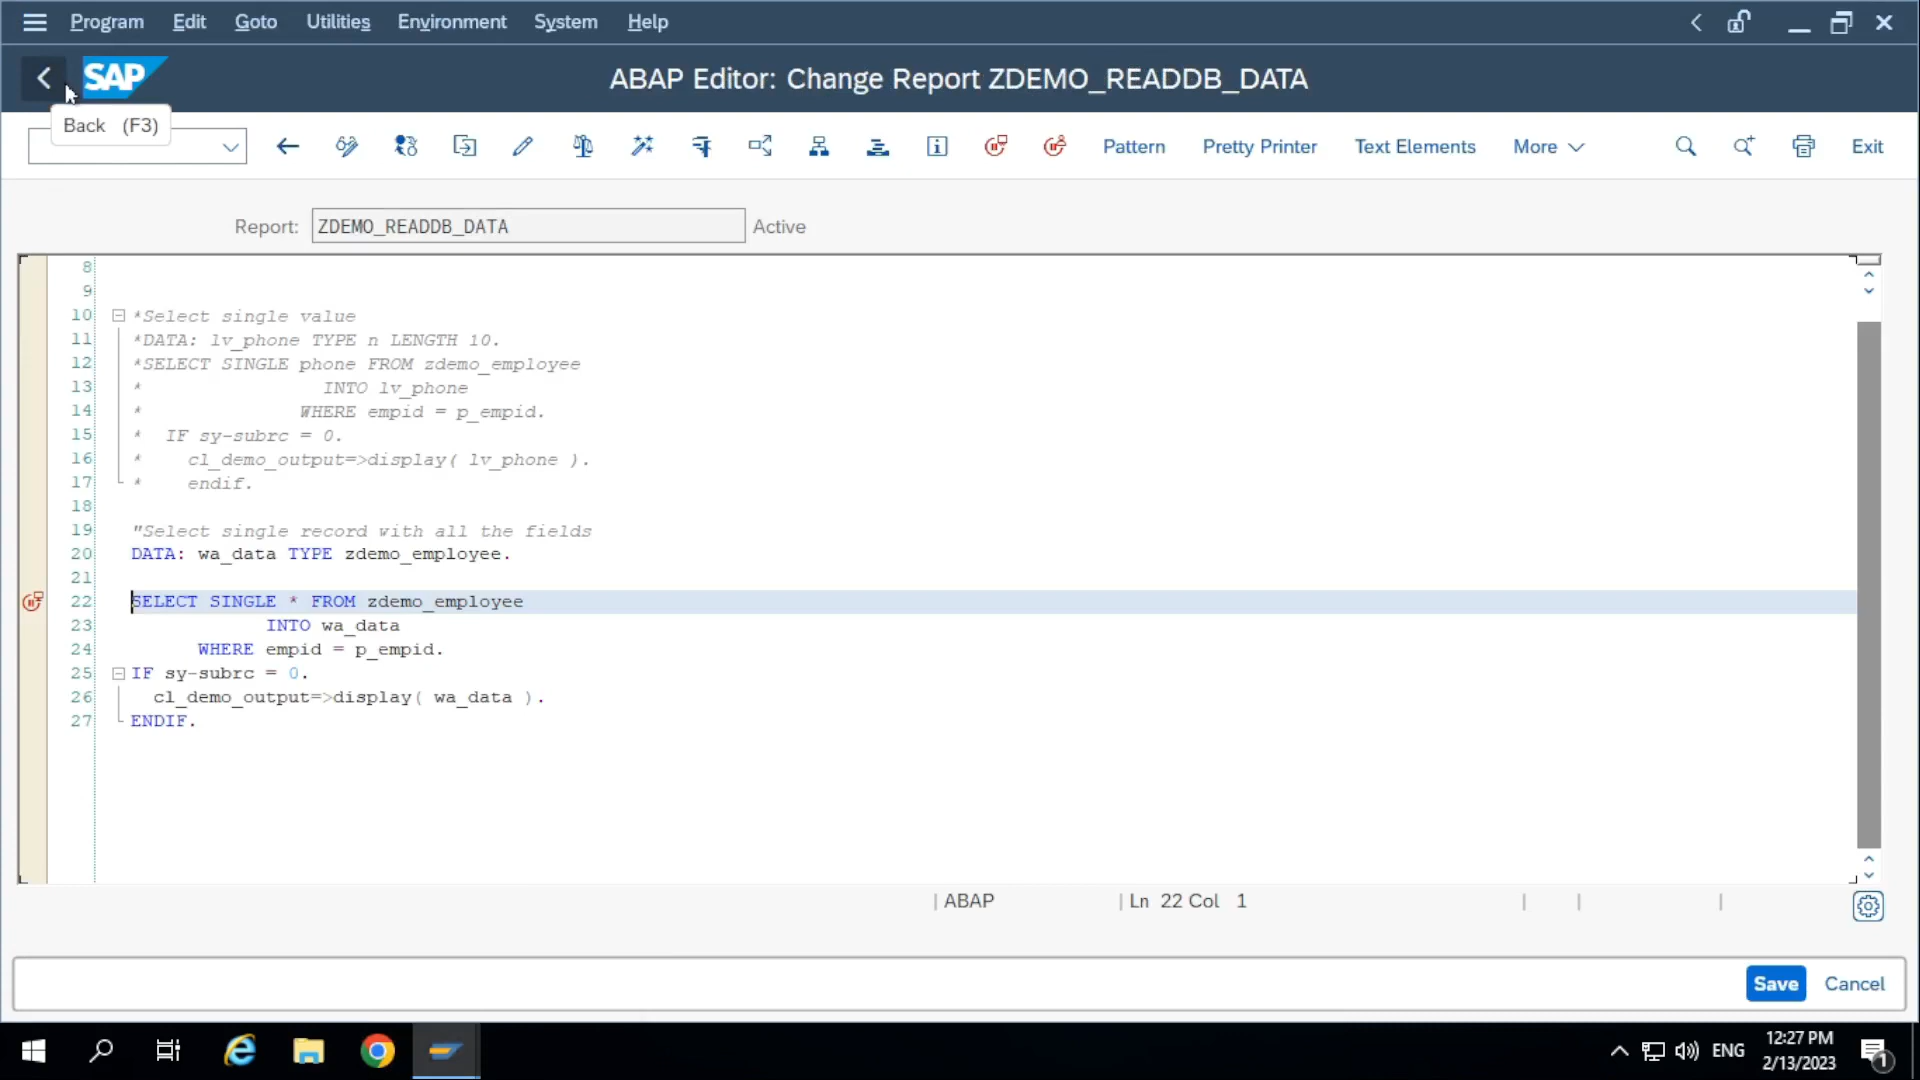 Program Edit Goto Utilities Environment System Help
SAP ABAP Editor: Change Report ZDEMO_READDB_DATA
Back (F3)
Pattern Pretty Printer Text Elements More Exit
Report: ZDEMO_READDB_DATA Active
8
9
10 *Select single value
11 *DATA: lv_phone TYPE n LENGTH 10.
12 *SELECT SINGLE phone FROM zdemo_employee
13 * INTO lv_phone
14 * WHERE empid = p_empid.
15 * IF sy-subrc = 0.
16 * cl_demo_output=>display( lv_phone ).
17 * endif.
18
19 "Select single record with all the fields
20 DATA: wa_data TYPE zdemo_employee.
21
22 SELECT SINGLE * FROM zdemo_employee
23 INTO wa_data
24 WHERE empid = p_empid.
25 IF sy-subrc = 0.
26 cl_demo_output=>display( wa_data ).
27 ENDIF.
| ABAP | Ln 22 Col 1 | | |
Save Cancel
ENG 12:27 PM
2/13/2023 1